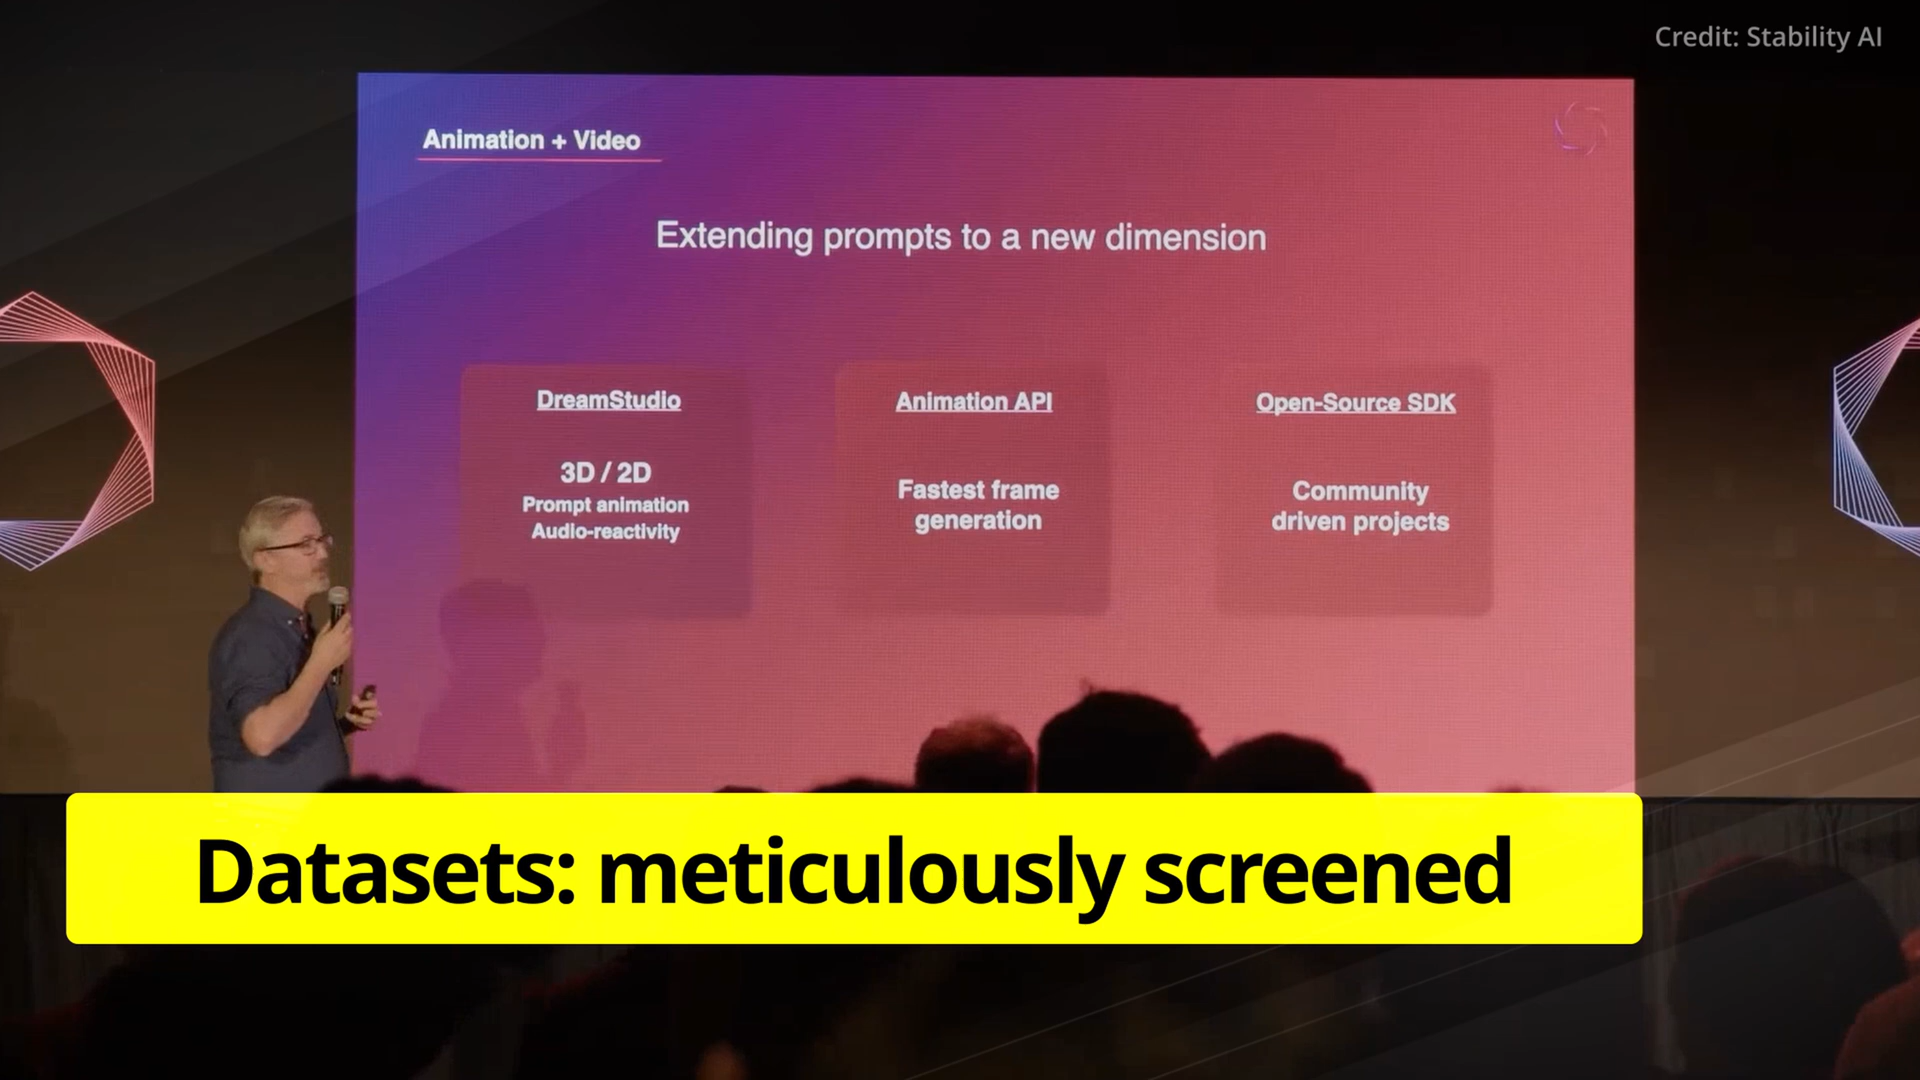 Credit: Stability AI
Animation + Video
Extending prompts to a new dimension
DreamStudio
3D / 2D
Prompt animation
Audio-reactivity
Animation API
Fastest frame
generation
Open-Source SDK
Community
driven projects
Datasets: meticulously screened